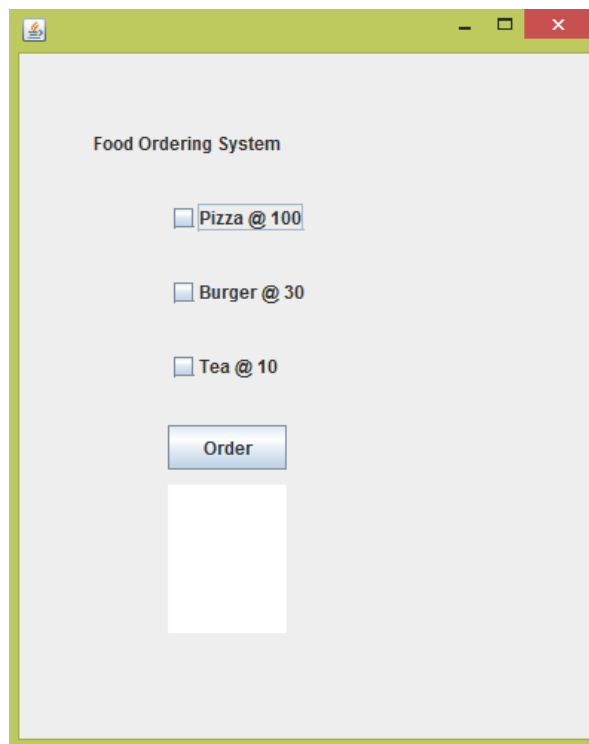 Food Ordering System
Pizza @ 100
Burger @ 30
Tea @ 10
Order